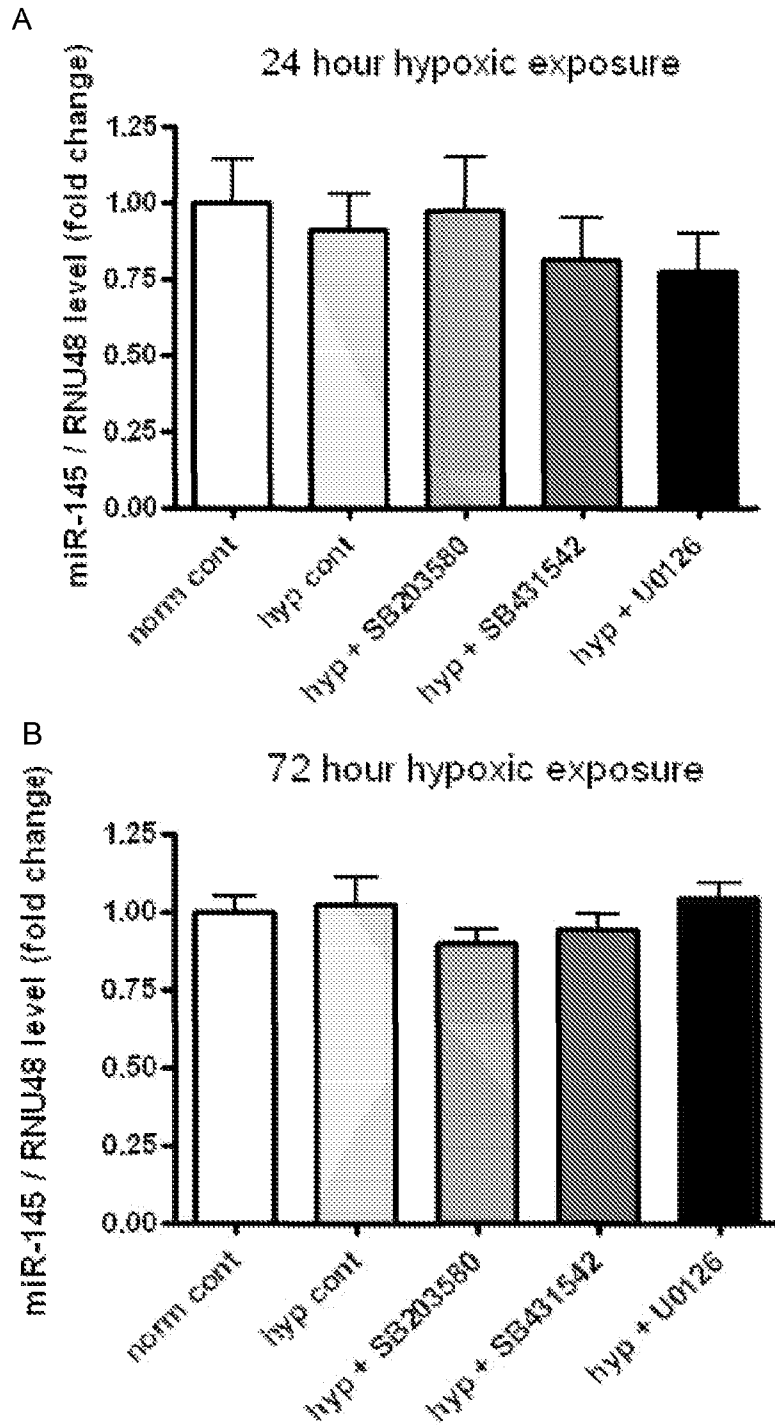 A
24 hour hypoxic exposure
miR-145 / RNU48 level (fold change)
1.25
1.00
0.75
0.50
0.25
0.00
norm cont
hyp cont
hyp + SB203580
hyp + SB431542
hyp + U0126
B
72 hour hypoxic exposure
miR-145 / RNU48 level (fold change)
1.25
1.00
0.75
0.50
0.25
0.00
norm cont
hyp cont
hyp + SB203580
hyp + SB431542
hyp + U0126